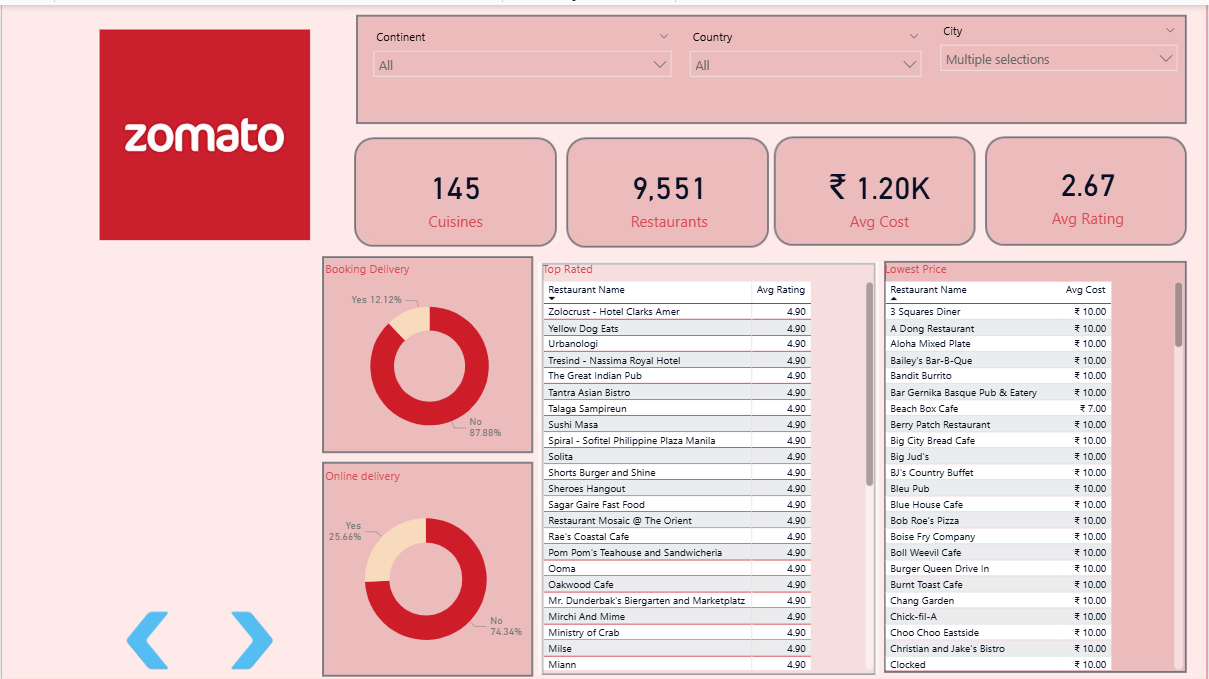 zomato
Continent
All
Country
All
City
Multiple selections
145
Cuisines
9,551
Restaurants
₹ 1.20K
Avg Cost
2.67
Avg Rating
Booking Delivery
Yes 12.12%
No
87.88%
Online delivery
Yes
25.66%
No
74.34%
Top Rated
Restaurant Name Avg Rating
Zolocrust - Hotel Clarks Amer 4.90
Yellow Dog Eats 4.90
Urbanologi 4.90
Tresind - Nassima Royal Hotel 4.90
The Great Indian Pub 4.90
Tantra Asian Bistro 4.90
Talaga Sampireun 4.90
Sushi Masa 4.90
Spiral - Sofitel Philippine Plaza Manila 4.90
Solita 4.90
Shorts Burger and Shine 4.90
Sheroes Hangout 4.90
Sagar Gaire Fast Food 4.90
Restaurant Mosaic @ The Orient 4.90
Rae's Coastal Cafe 4.90
Pom Pom's Teahouse and Sandwicheria 4.90
Ooma 4.90
Oakwood Cafe 4.90
Mr. Dunderbak's Biergarten and Marketplatz 4.90
Mirchi And Mime 4.90
Ministry of Crab 4.90
Milse 4.90
Miann 4.90
Lowest Price
Restaurant Name Avg Cost
3 Squares Diner ₹ 10.00
A Dong Restaurant ₹ 10.00
Aloha Mixed Plate ₹ 10.00
Bailey's Bar-B-Que ₹ 10.00
Bandit Burrito ₹ 10.00
Bar Gernika Basque Pub & Eatery ₹ 10.00
Beach Box Cafe ₹ 7.00
Berry Patch Restaurant ₹ 10.00
Big City Bread Cafe ₹ 10.00
Big Jud's ₹ 10.00
BJ's Country Buffet ₹ 10.00
Bleu Pub ₹ 10.00
Blue House Cafe ₹ 10.00
Bob Roe's Pizza ₹ 10.00
Boise Fry Company ₹ 10.00
Boll Weevil Cafe ₹ 10.00
Burger Queen Drive In ₹ 10.00
Burnt Toast Cafe ₹ 10.00
Chang Garden ₹ 10.00
Chick-fil-A ₹ 10.00
Choo Choo Eastside ₹ 10.00
Christian and Jake's Bistro ₹ 10.00
Clocked ₹ 10.00